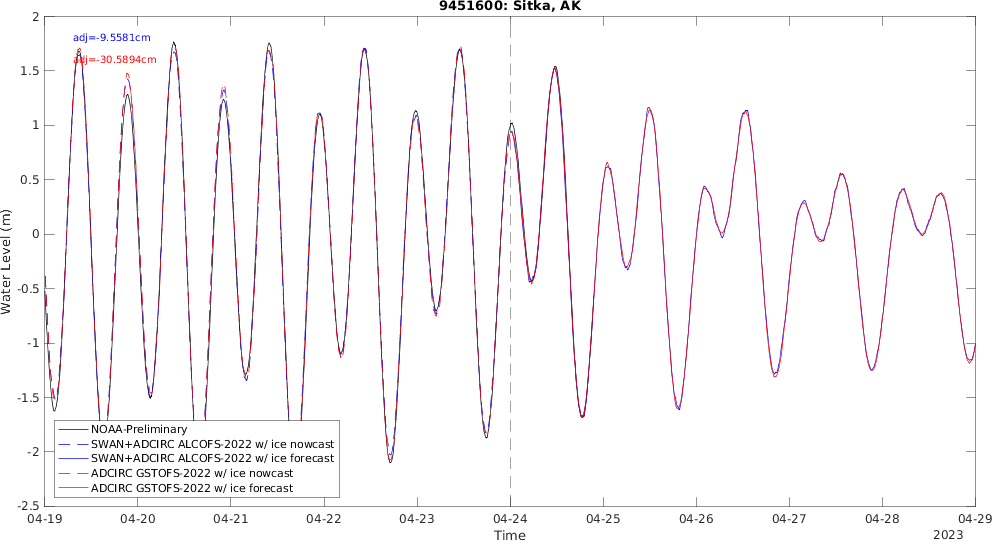 9451600: Sitka, AK
adj=-9.5581cm
adj=-30.5894cm
2
1.5
1
0.5
0
-0.5
-1
-1.5
-2
-2.5
Water Level (m)
NOAA-Preliminary
SWAN+ADCIRC ALCOFS-2022 w/ ice nowcast
SWAN+ADCIRC ALCOFS-2022 w/ ice forecast
ADCIRC GSTOFS-2022 w/ ice nowcast
ADCIRC GSTOFS-2022 w/ ice forecast
04-19 04-20 04-21 04-22 04-23 04-24 04-25 04-26 04-27 04-28 04-29
Time
2023